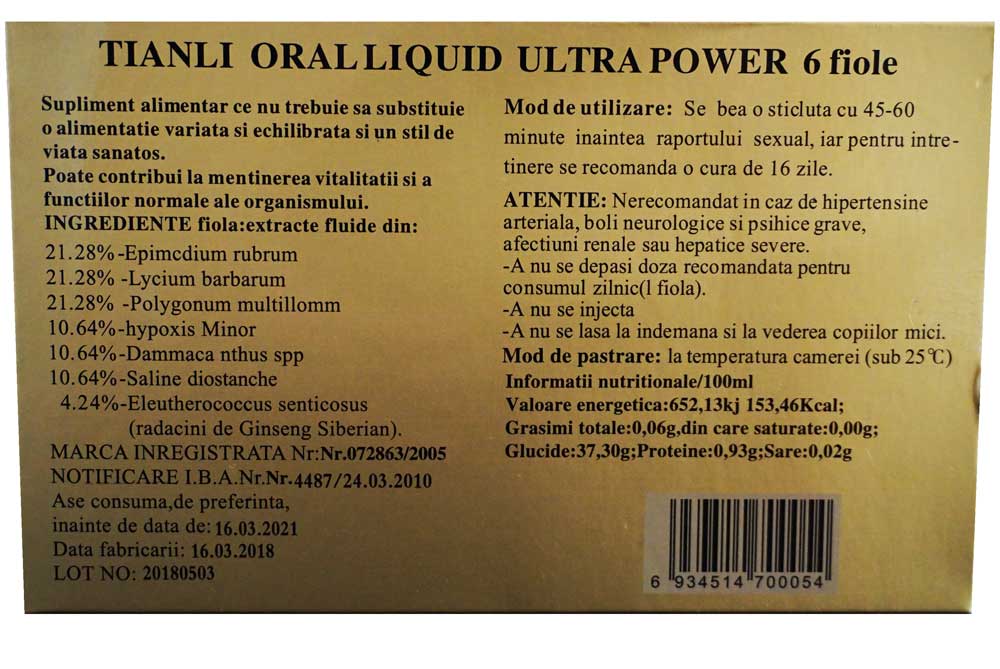 TIANLI ORAL LIQUID ULTRA POWER 6 fiole
Supliment alimentar ce nu trebuie sa substituie
o alimentatie variata si echilibrata si un stil de
viata sanatos.
Poate contribui la mentinerea vitalitatii si a
functiilor normale ale organismului.
INGREDIENTE fiola:extracte fluide din:
21.28%-Epimcdium rubrum
21.28% -Lycium barbarum
21.28% -Polygonum multillomm
10.64%-hypoxis Minor
10.64%-Dammaca nthus spp
10.64%-Saline diostanche
4.24%-Eleutherococcus senticosus
(radacini de Ginseng Siberian).
MARCA INREGISTRATA Nr:Nr.072863/2005
NOTIFICARE I.B.A.Nr.Nr.4487/24.03.2010
Ase consuma,de preferinta,
inainte de data de: 16.03.2021
Data fabricarii: 16.03.2018
LOT NO: 20180503
Mod de utilizare: Se bea o sticluta cu 45-60
minute inaintea raportului sexual, iar pentru intre-
tinere se recomanda o cura de 16 zile.
ATENTIE: Nerecomandat in caz de hipertensine
arteriala, boli neurologice si psihice grave,
afectiuni renale sau hepatice severe.
-A nu se depasi doza recomandata pentru
consumul zilnic(l fiola).
-A nu se injecta
-A nu se lasa la indemana si la vederea copiilor mici.
Mod de pastrare: la temperatura camerei (sub 25℃)
Informatii nutritionale/100ml
Valoare energetica:652,13kj 153,46Kcal;
Grasimi totale:0,06g,din care saturate:0,00g;
Glucide:37,30g;Proteine:0,93g;Sare:0,02g
6 934514 700054